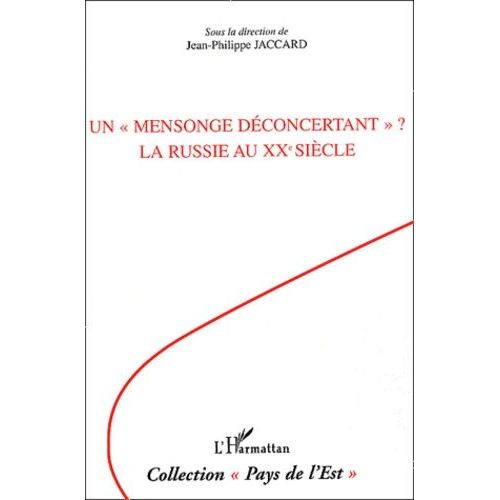 Sous la direction de
Jean-Philippe JACCARD
UN « MENSONGE DÉCONCERTANT » ?
LA RUSSIE AU XXe SIÈCLE
L'Harmattan
Collection « Pays de l'Est »